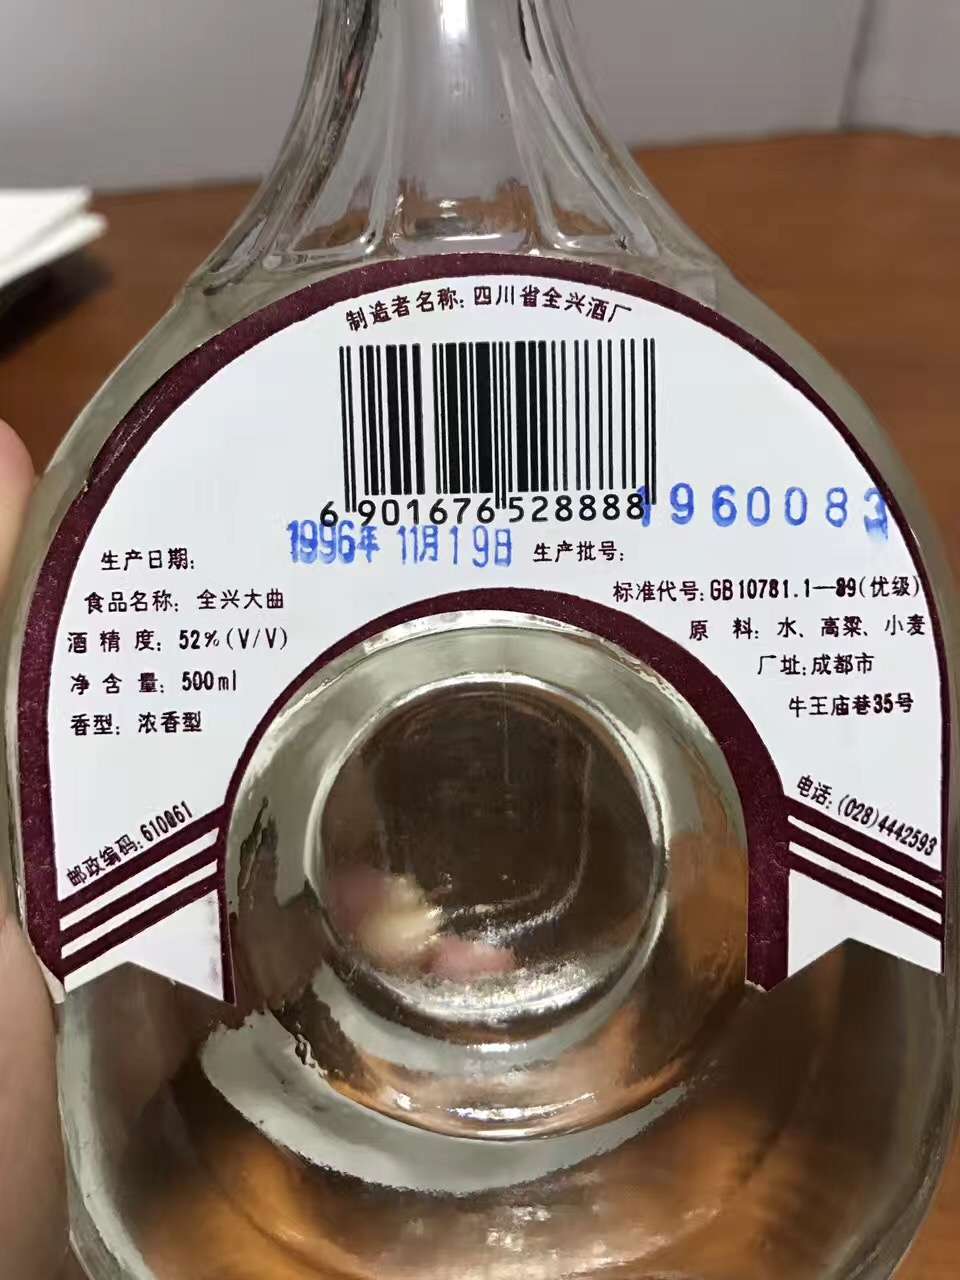 制造者名称:四川省全兴酒厂
6 901676 528888
1960083
1996年 11月19日
生产日期:
生产批号:
食品名称: 全兴大曲
标准代号:GB10781.1—89(优级)
酒 精 度: 52%(V/V)
原 料: 水、高粱、小麦
净 含 量: 500ml
厂址:成都市
香型: 浓香型
牛王庙巷35号
邮政编码:610061
电话:(028)4442593